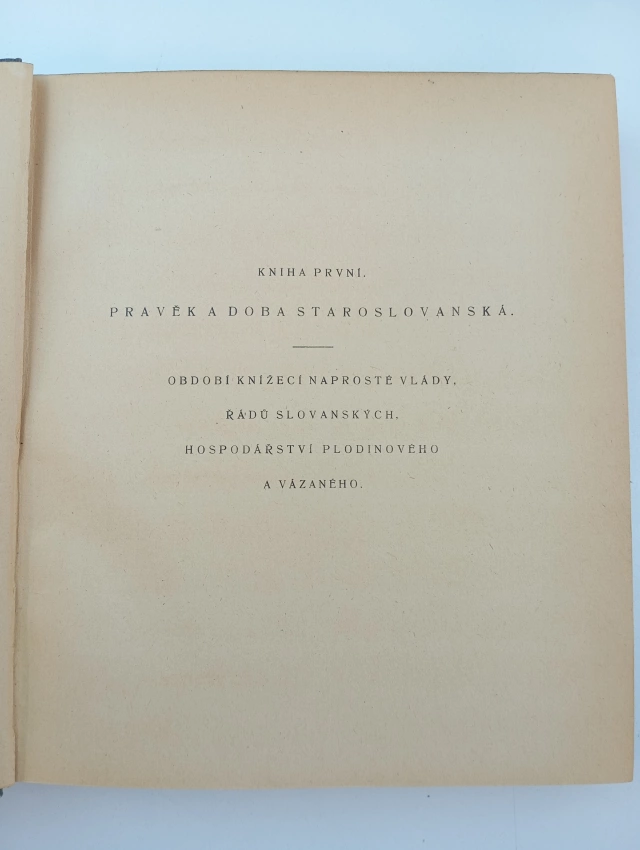 KNIHA PRVNÍ.
PRAVĚK A DOBA STAROSLOVANSKÁ.
OBDOBÍ KNÍŽECÍ NAPROSTÉ VLÁDY,
ŘÁDŮ SLOVANSKÝCH,
HOSPODÁŘSTVÍ PLODINOVÉHO
A VÁZANÉHO.